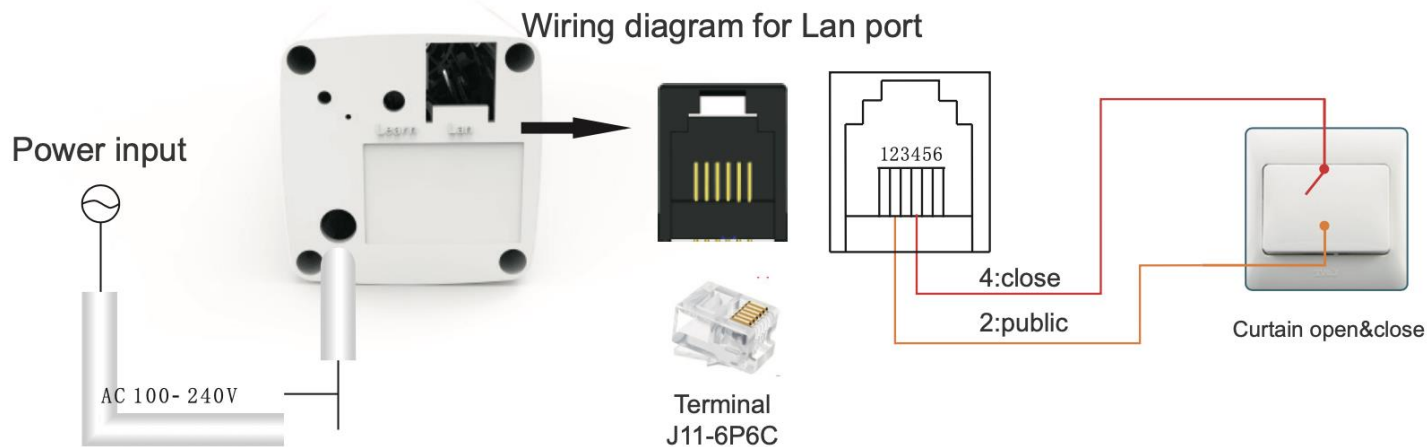 Wiring diagram for Lan port
Power input
Learn
Lan
123456
4:close
2:public
Curtain open&close
AC 100-240V
Terminal
J11-6P6C